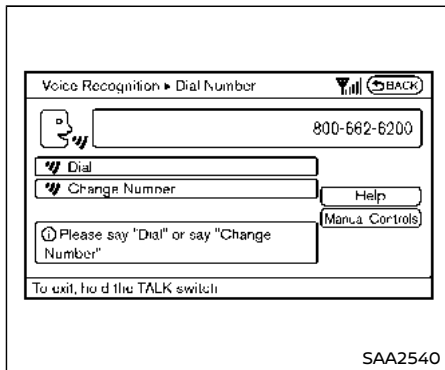 Voice Recognition ▸ Dial Number
BACK
800-662-6200
Dial
Change Number
Help
Manual Controls
Please say "Dial" or say "Change
Number"
To exit, hold the TALK switch
SAA2540